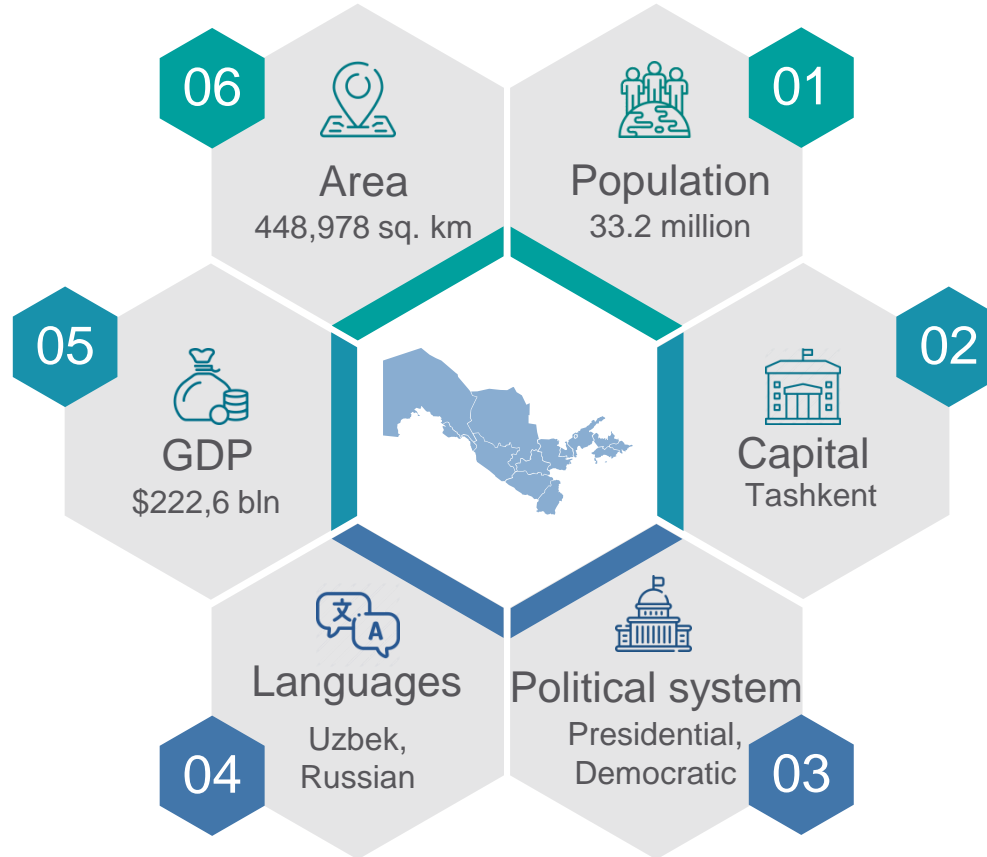 01
Population
33.2 million
02
Capital
Tashkent
03
Political system
Presidential,
Democratic
04
Languages
Uzbek,
Russian
05
GDP
$222,6 bln
06
Area
448,978 sq. km
文
A